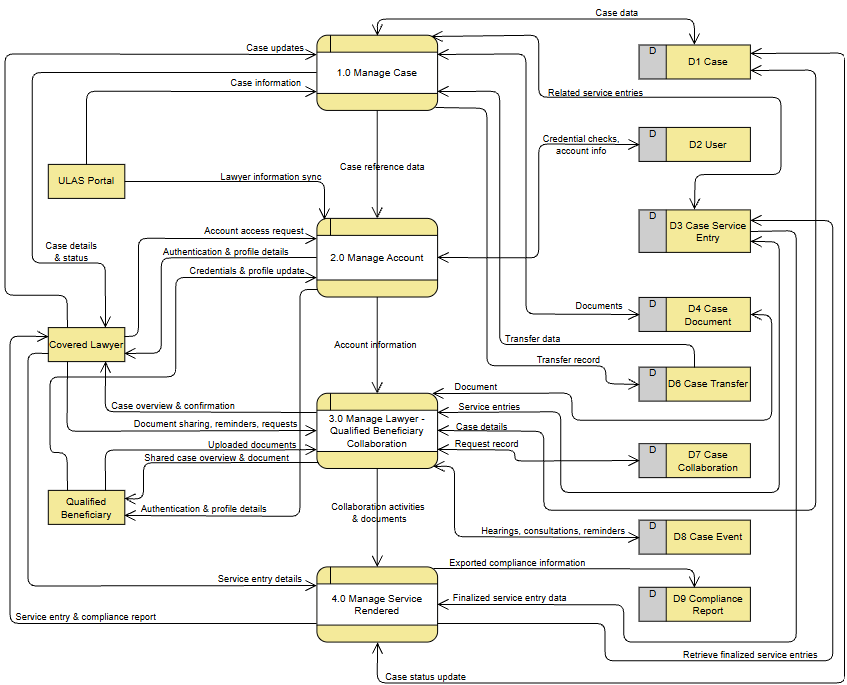 Case data
Case updates
D
D1 Case
1.0 Manage Case
Case information
Related service entries
Credential checks,
account info
D
D2 User
Case reference data
ULAS Portal
Lawyer information sync
D
D3 Case Service
Entry
Account access request
Case details
& status
Authentication & profile details
2.0 Manage Account
Credentials & profile update
Documents
D
D4 Case
Document
Covered Lawyer
Account information
Transfer data
Transfer record
D
D6 Case Transfer
Document
Case overview & confirmation
Service entries
Document sharing, reminders, requests
3.0 Manage Lawyer -
Qualified Beneficiary
Collaboration
Case details
Uploaded documents
Request record
Shared case overview & document
D
D7 Case
Collaboration
Qualified
Beneficiary
Authentication & profile details
Collaboration activities
& documents
Hearings, consultations, reminders
D
D8 Case Event
Exported compliance information
Service entry details
4.0 Manage Service
Rendered
Finalized service entry data
D
D9 Compliance
Report
Service entry & compliance report
Retrieve finalized service entries
Case status update